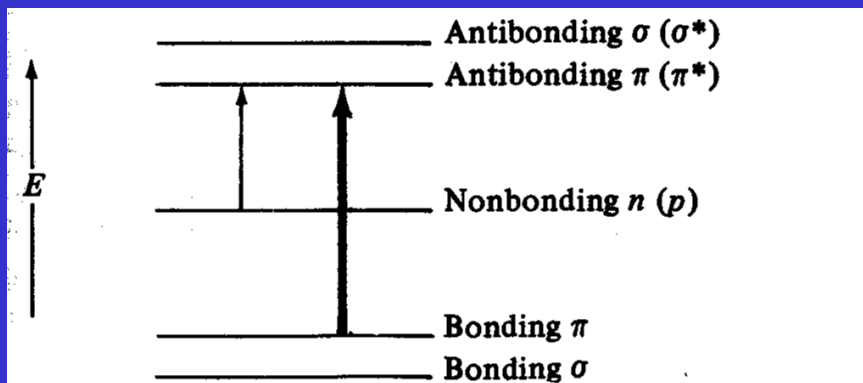 Antibonding σ (σ*)
Antibonding π (π*)
E
Nonbonding n (p)
Bonding π
Bonding σ